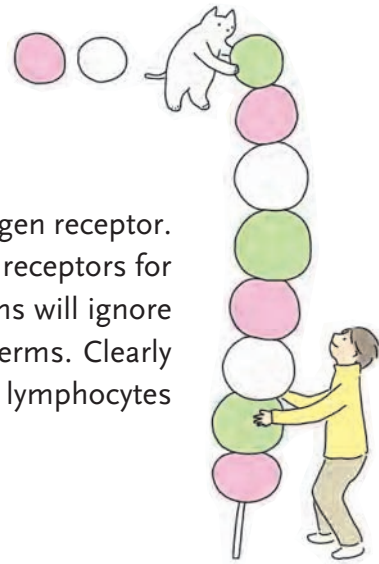 gen receptor.
receptors for
ns will ignore
erms. Clearly
lymphocytes